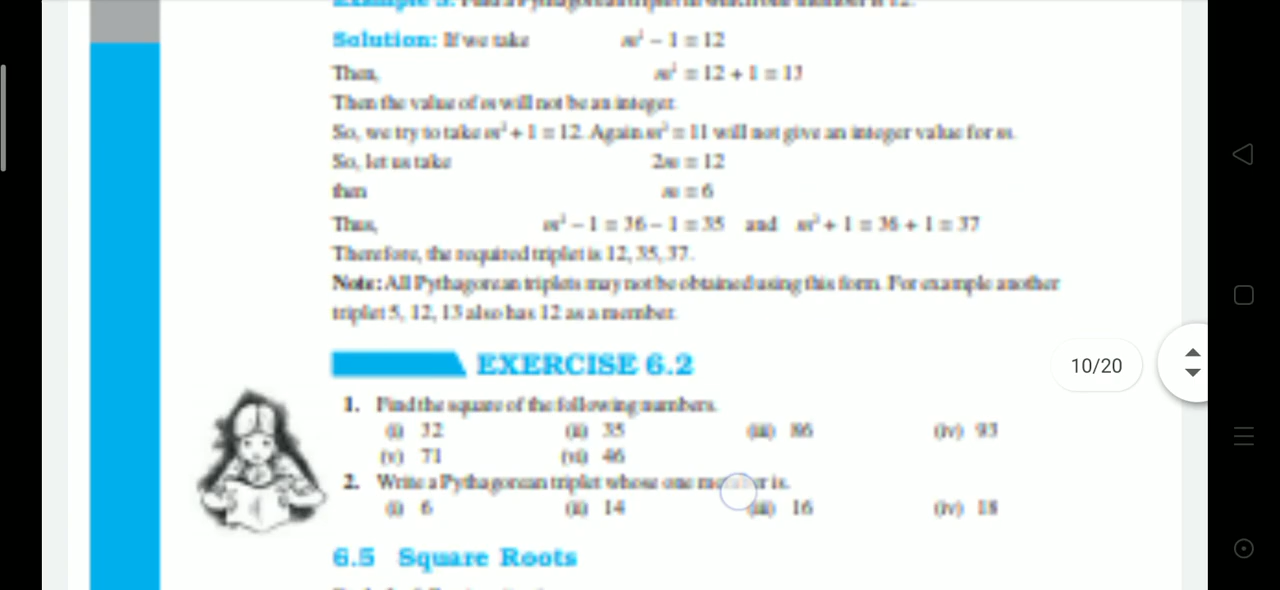 Solution: If we take m² – 1 = 12
Then, m² = 12 + 1 = 13
Then the value of m will not be an integer.
So, we try to take m² + 1 = 12. Again m² = 11 will not give an integer value for m.
So, let us take 2m = 12
then m = 6
Thus, m² – 1 = 36 – 1 = 35 and m² + 1 = 36 + 1 = 37
Therefore, the required triplet is 12, 35, 37.
Note: All Pythagorean triplets may not be obtained using this form. For example another
triplet 5, 12, 13 also has 12 as a member.
EXERCISE 6.2
10/20
1. Find the square of the following numbers.
(i) 32 (ii) 35 (iii) 86 (iv) 93
(v) 71 (vi) 46
2. Write a Pythagorean triplet whose one member is.
(i) 6 (ii) 14 (iii) 16 (iv) 18
6.5 Square Roots